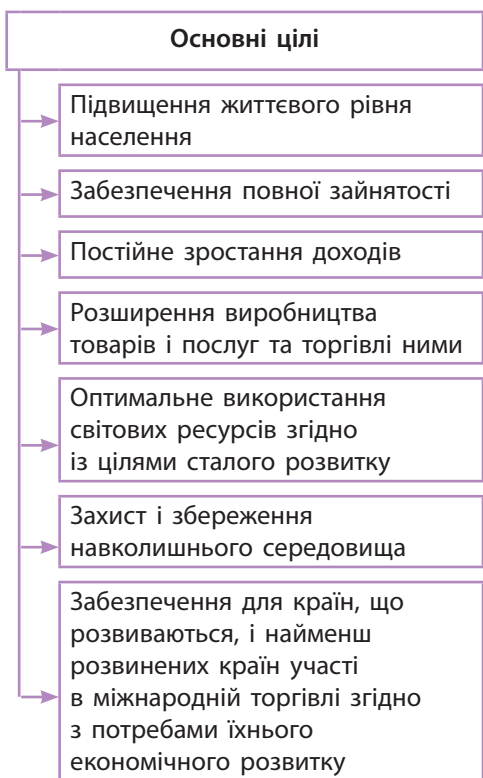 Основні цілі
Підвищення життєвого рівня
населення
Забезпечення повної зайнятості
Постійне зростання доходів
Розширення виробництва
товарів і послуг та торгівлі ними
Оптимальне використання
світових ресурсів згідно
із цілями сталого розвитку
Захист і збереження
навколишнього середовища
Забезпечення для країн, що
розвиваються, і найменш
розвинених країн участі
в міжнародній торгівлі згідно
з потребами їхнього
економічного розвитку